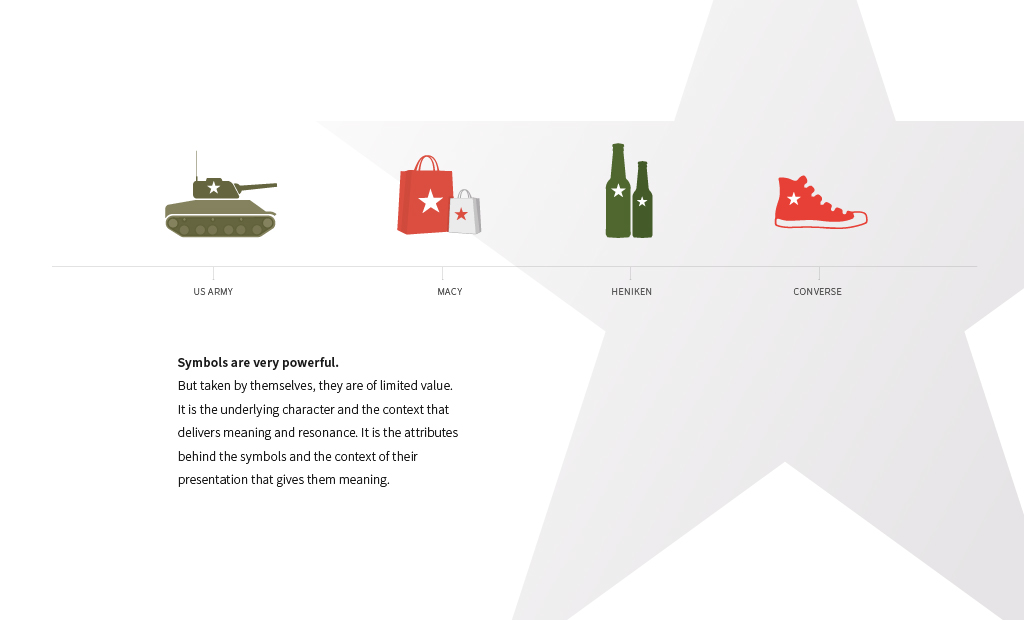 US ARMY
MACY
HENIKEN
CONVERSE
Symbols are very powerful.
But taken by themselves, they are of limited value.
It is the underlying character and the context that
delivers meaning and resonance. It is the attributes
behind the symbols and the context of their
presentation that gives them meaning.